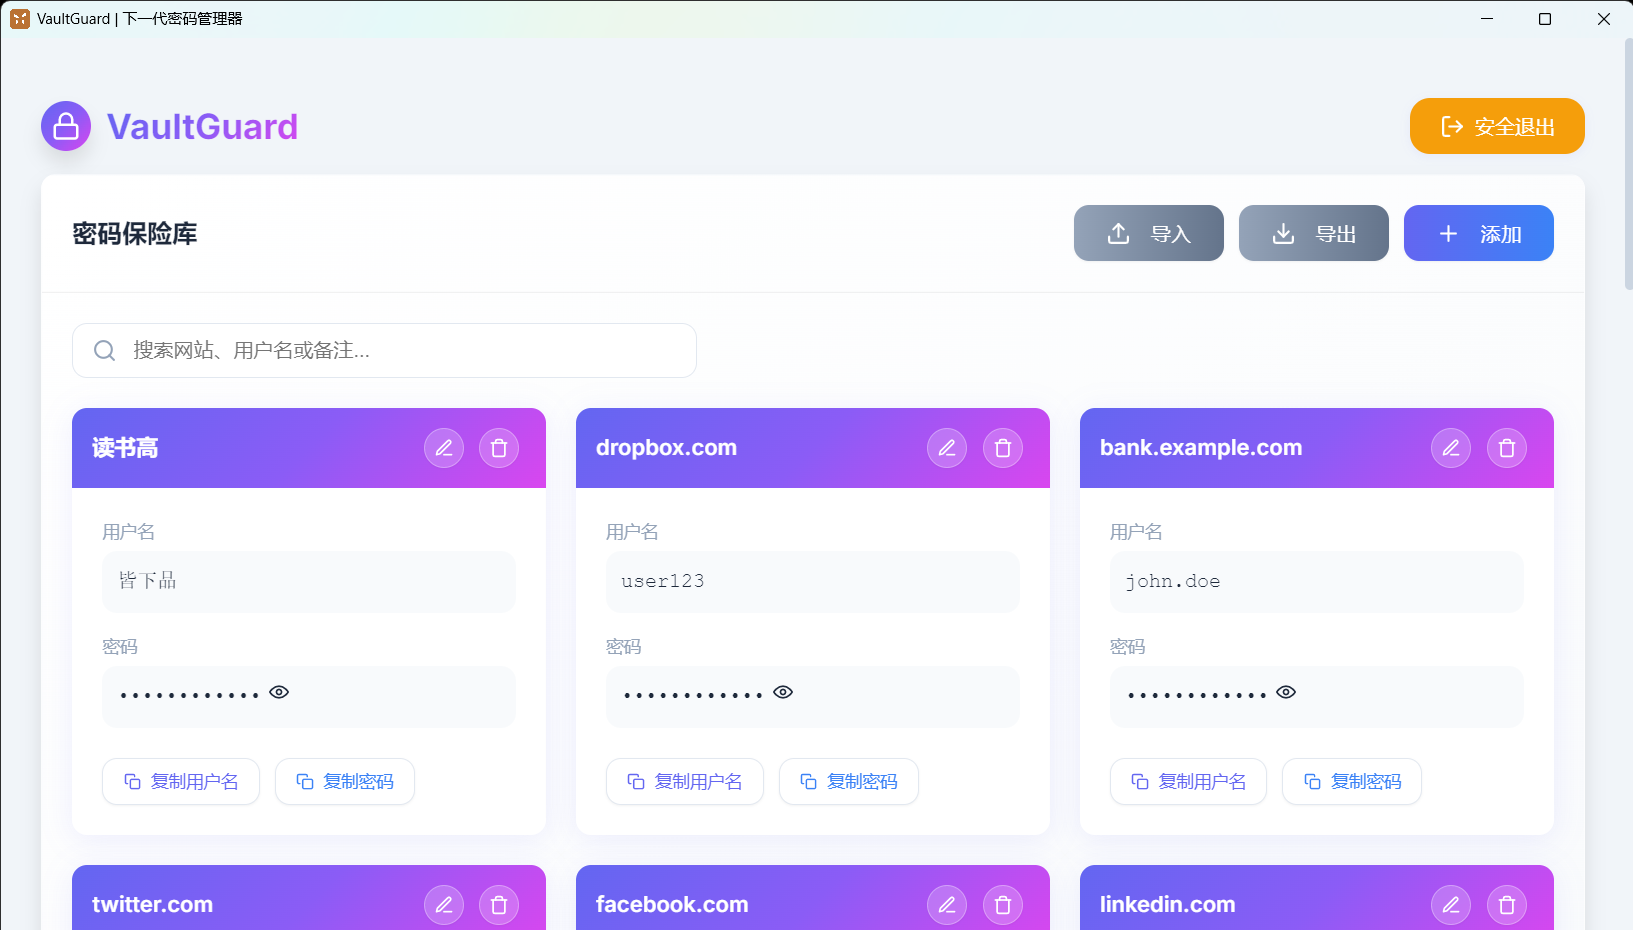 VaultGuard | 下一代密码管理器
VaultGuard
安全退出
密码保险库
导入
导出
添加
搜索网站、用户名或备注...
读书高
用户名
皆下品
密码
••••••••••••
复制用户名
复制密码
dropbox.com
用户名
user123
密码
••••••••••••
复制用户名
复制密码
bank.example.com
用户名
john.doe
密码
••••••••••••
复制用户名
复制密码
twitter.com
facebook.com
linkedin.com